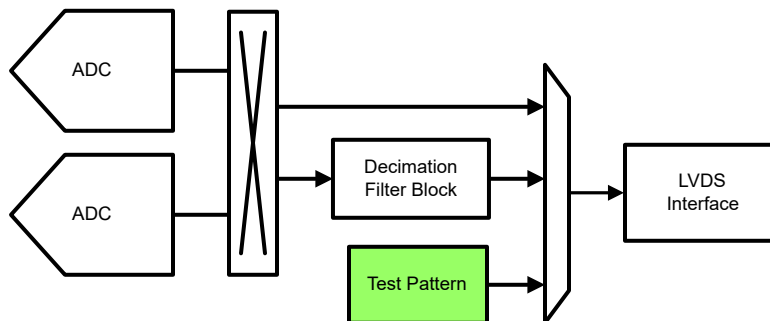 ADC
ADC
Decimation
Filter Block
Test Pattern
LVDS
Interface